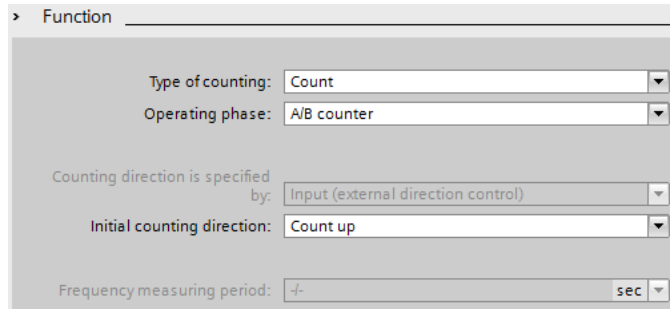 Function
Type of counting: Count
Operating phase: A/B counter
Counting direction is specified
by: Input (external direction control)
Initial counting direction: Count up
Frequency measuring period: -/- sec